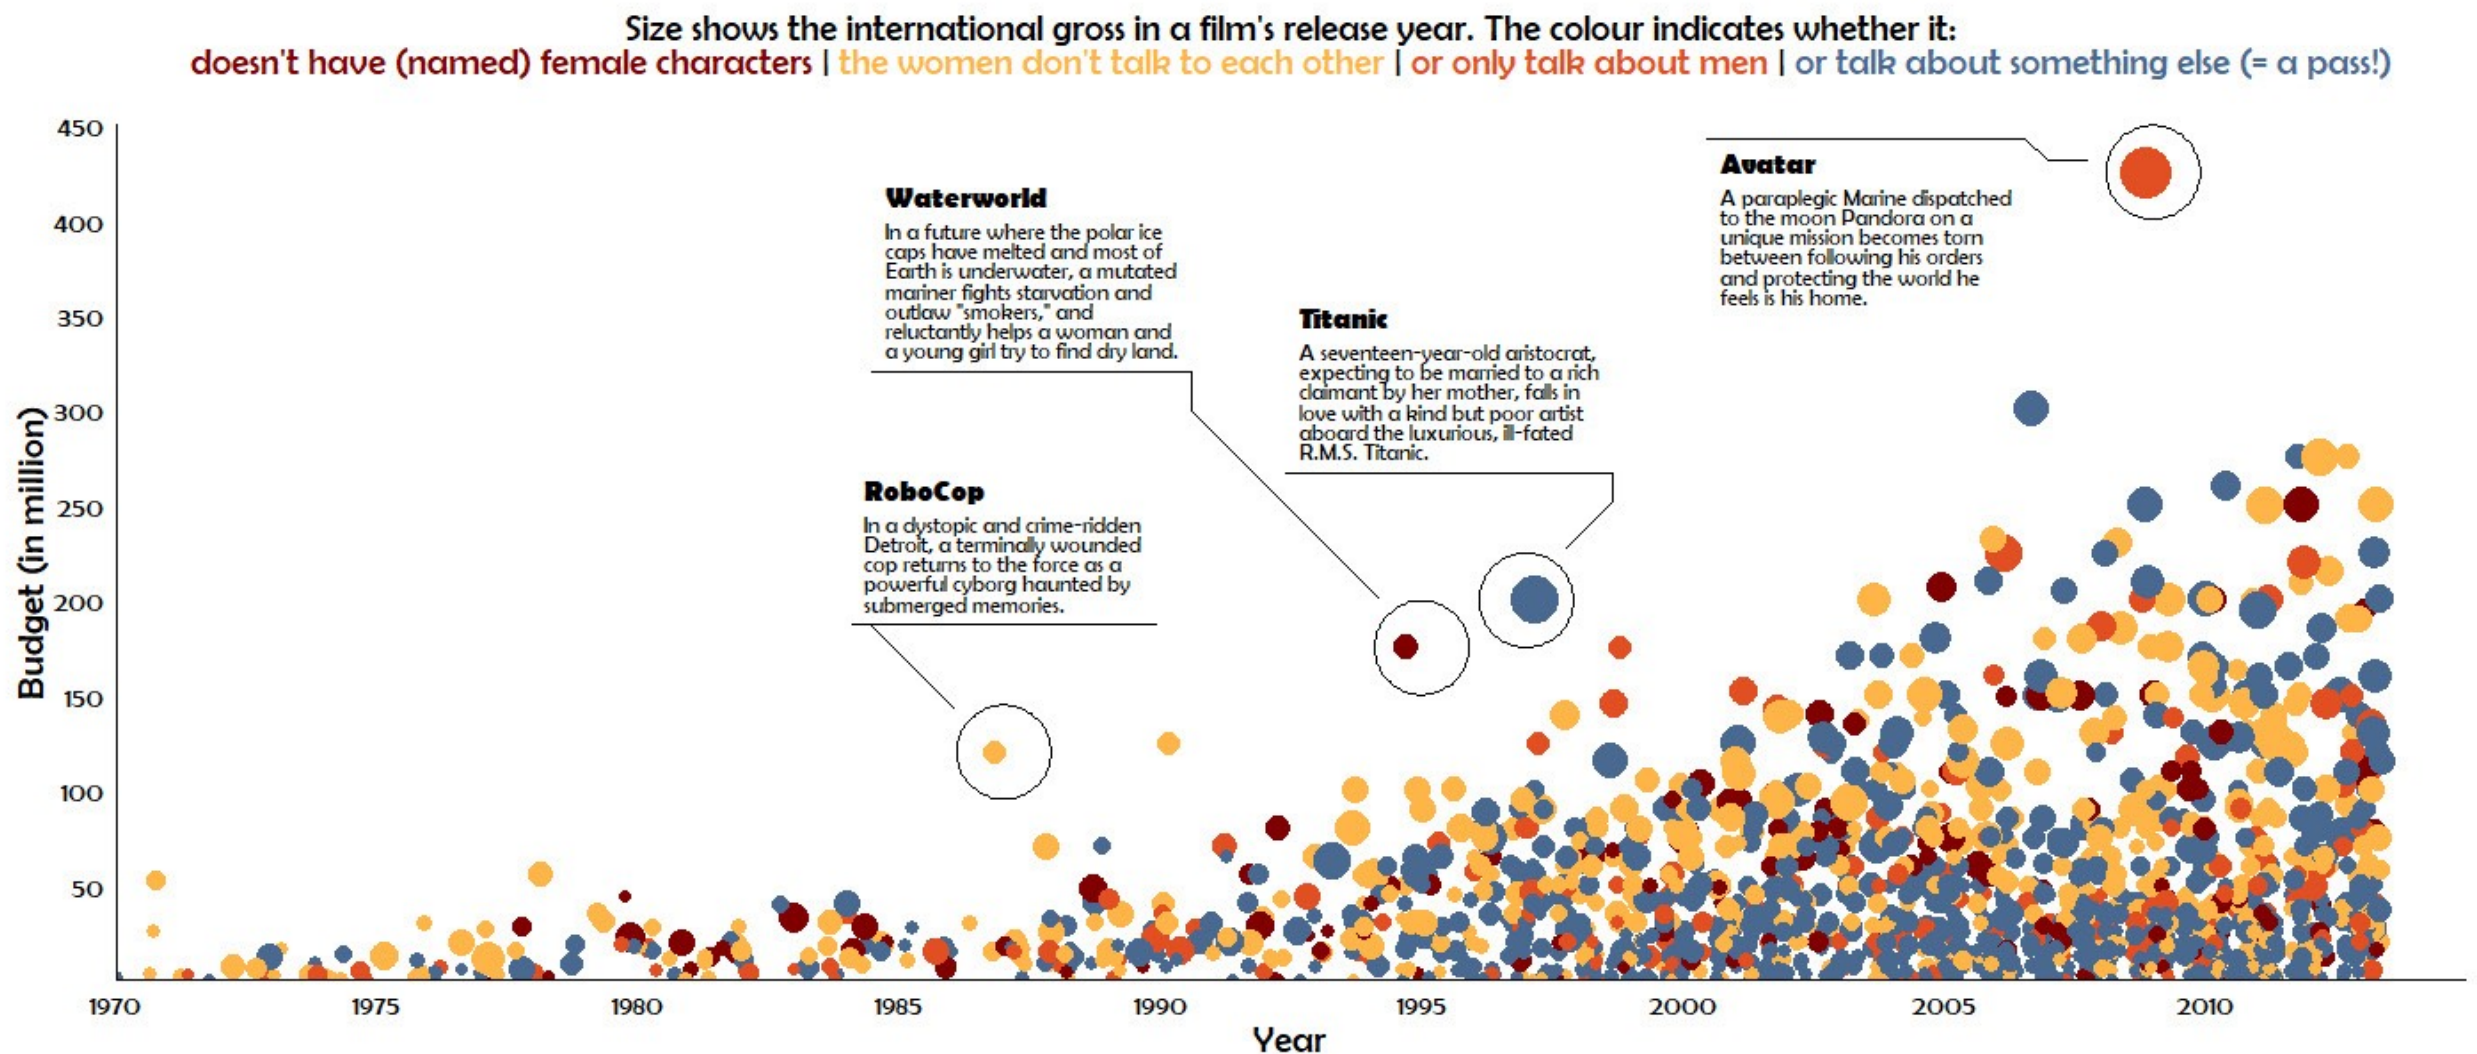 Size shows the international gross in a film's release year. The colour indicates whether it:
doesn't have (named) female characters | the women don't talk to each other | or only talk about men | or talk about something else (= a pass!)
450
400
350
300
250
200
150
100
50
Budget (in million)
Waterworld
In a future where the polar ice
caps have melted and most of
Earth is underwater, a mutated
mariner fights starvation and
outlaw "smokers," and
reluctantly helps a woman and
a young girl try to find dry land.
Avatar
A paraplegic Marine dispatched
to the moon Pandora on a
unique mission becomes torn
between following his orders
and protecting the world he
feels is his home.
Titanic
A seventeen-year-old aristocrat,
expecting to be married to a rich
claimant by her mother, falls in
love with a kind but poor artist
aboard the luxurious, ill-fated
R.M.S. Titanic.
RoboCop
In a dystopic and crime-ridden
Detroit, a terminally wounded
cop returns to the force as a
powerful cyborg haunted by
submerged memories.
1970 1975 1980 1985 1990 1995 2000 2005 2010
Year